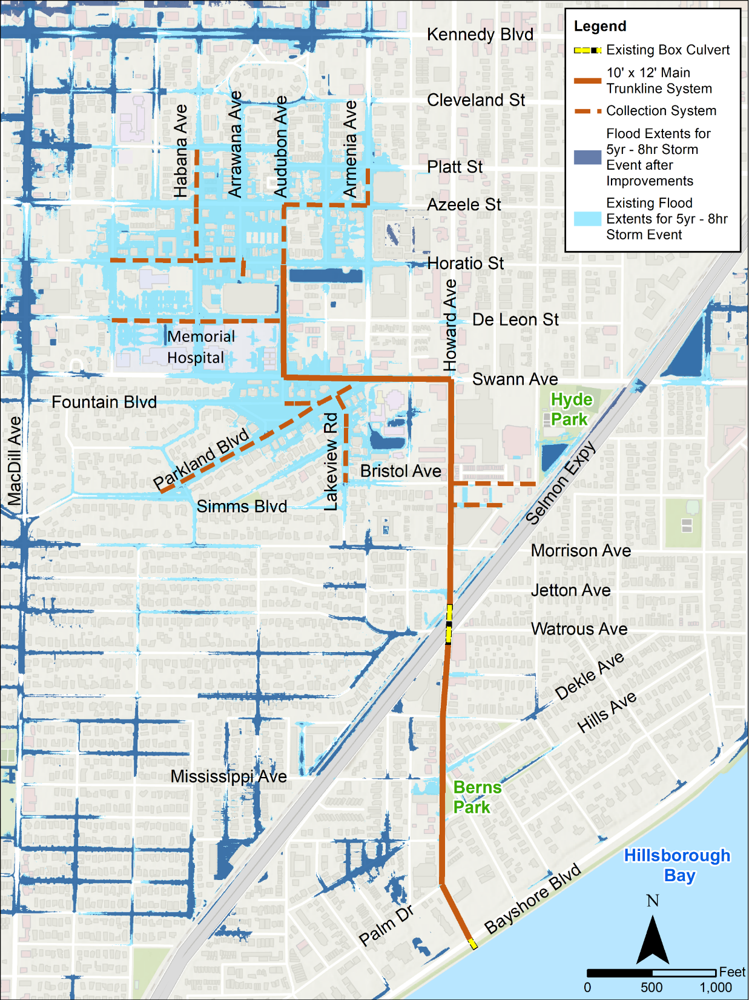 Kennedy Blvd
Cleveland St
Habana Ave
Arrawana Ave
Audubon Ave
Armenia Ave
Platt St
Azeele St
Horatio St
Howard Ave
De Leon St
Memorial
Hospital
Swann Ave
Fountain Blvd
Hyde
Park
MacDill Ave
Parkland Blvd
Lakeview Rd
Bristol Ave
Simms Blvd
Selmon Expy
Morrison Ave
Jetton Ave
Watrous Ave
Dekle Ave
Hills Ave
Mississippi Ave
Berns
Park
Hillsborough
Bay
Bayshore Blvd
Palm Dr
Legend
Existing Box Culvert
10' x 12' Main
Trunkline System
Collection System
Flood Extents for
5yr - 8hr Storm
Event after
Improvements
Existing Flood
Extents for 5yr - 8hr
Storm Event
N
Feet
0 500 1,000